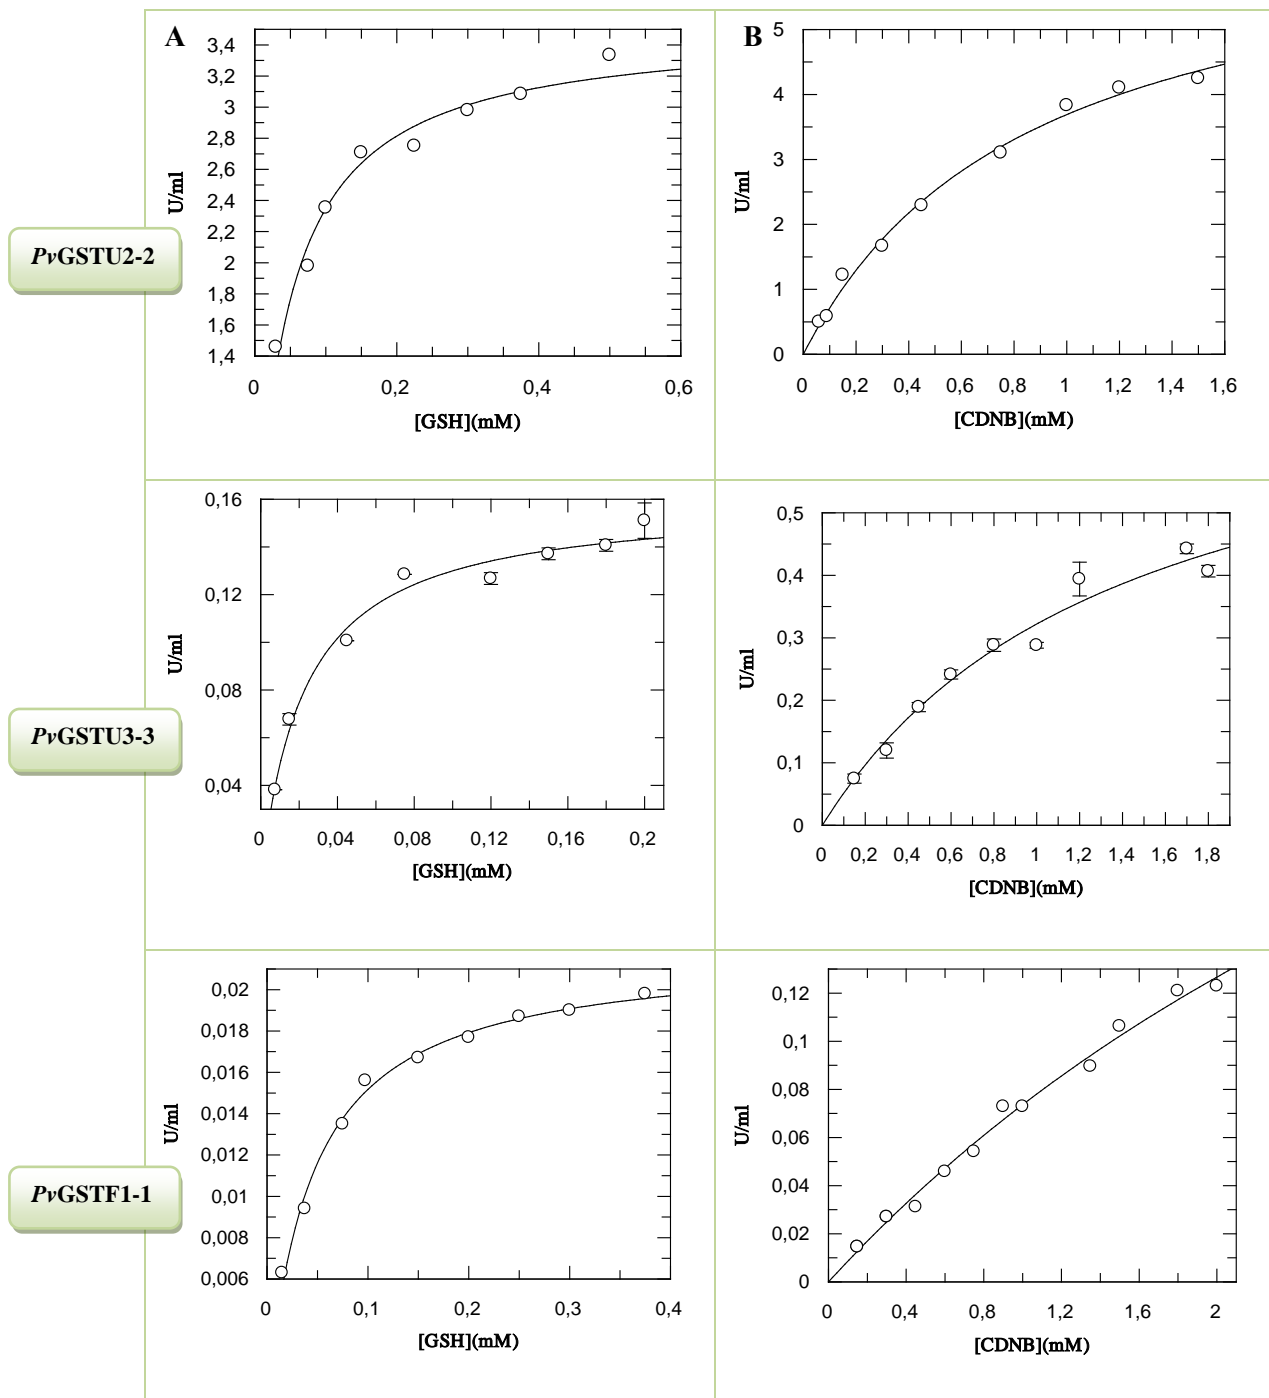 A
3,4
3,2
3
2,8
2,6
2,4
2,2
2
1,8
1,6
1,4
U/ml
0 0,2 0,4 0,6
[GSH](mM)
B
5
4
3
2
1
0
U/ml
0 0,2 0,4 0,6 0,8 1 1,2 1,4 1,6
[CDNB](mM)
PvGSTU2-2
0,16
0,12
0,08
0,04
U/ml
0 0,04 0,08 0,12 0,16 0,2
[GSH](mM)
0,5
0,4
0,3
0,2
0,1
0
U/ml
0 0,2 0,4 0,6 0,8 1 1,2 1,4 1,6 1,8
[CDNB](mM)
PvGSTU3-3
0,02
0,018
0,016
0,014
0,012
0,01
0,008
0,006
U/ml
0 0,1 0,2 0,3 0,4
[GSH](mM)
0,12
0,1
0,08
0,06
0,04
0,02
0
U/ml
0 0,4 0,8 1,2 1,6 2
[CDNB](mM)
PvGSTF1-1